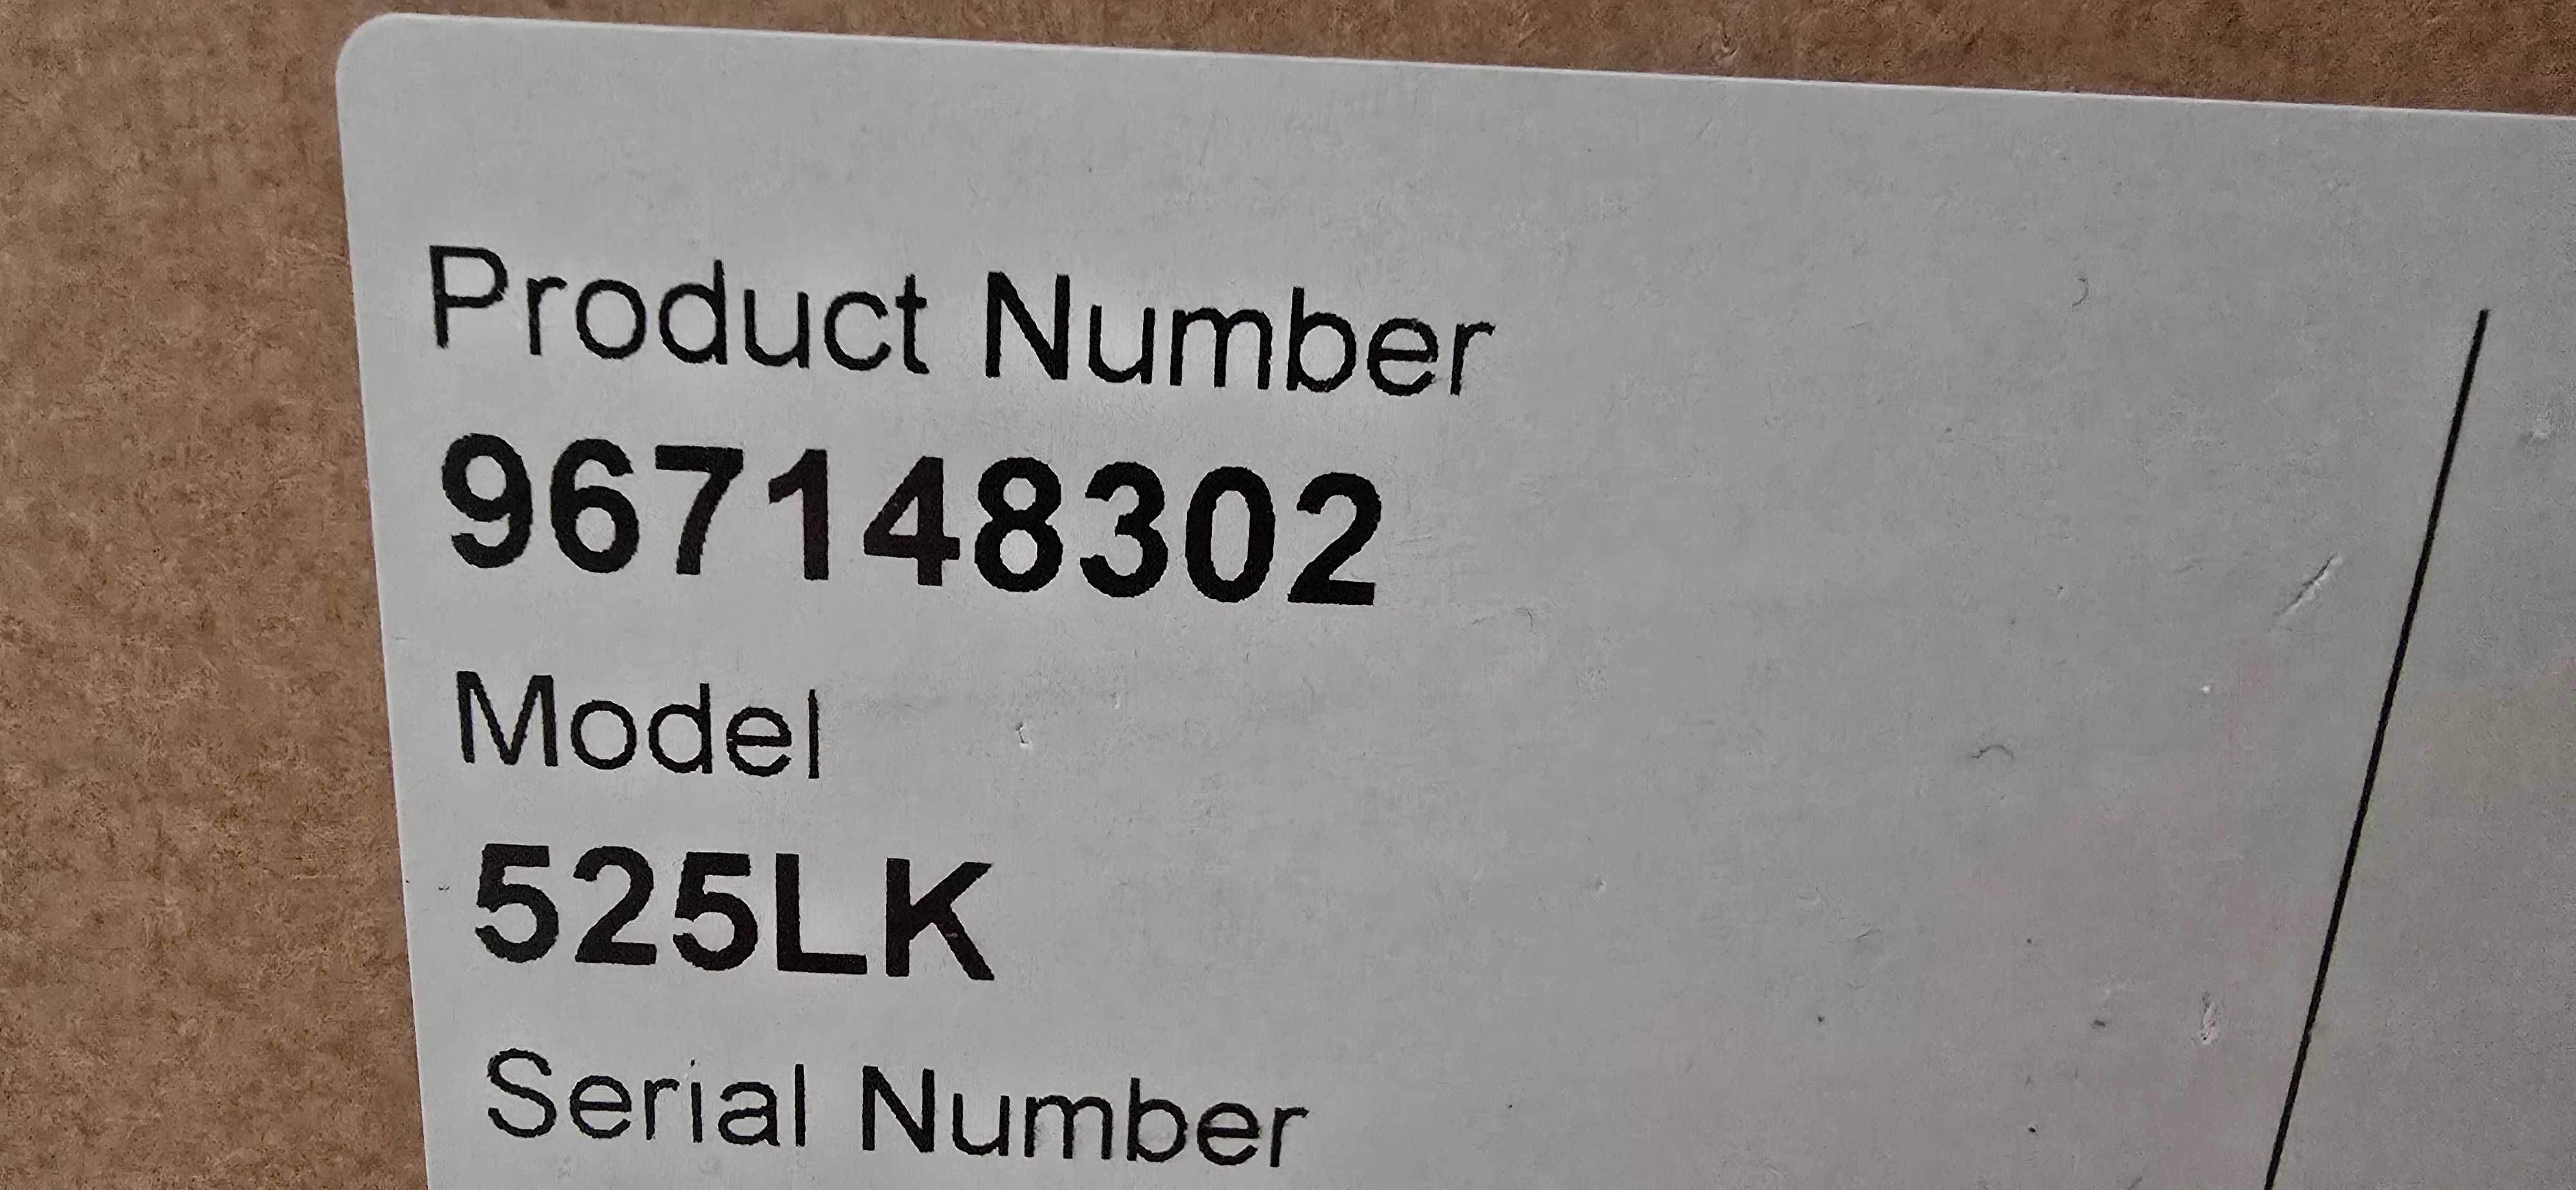 Product Number
967148302
Model
525LK
Serial Number